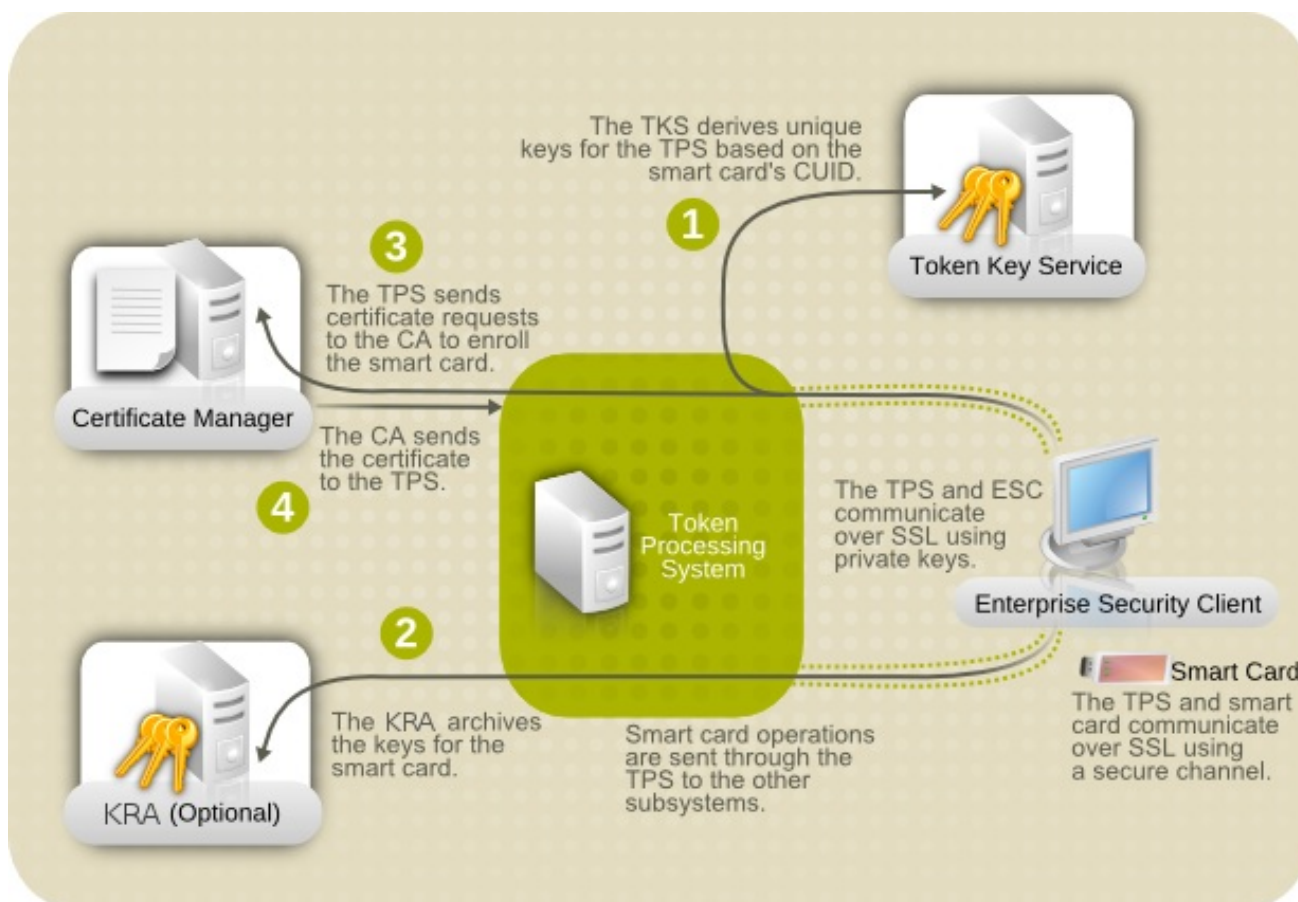 The TKS derives unique
keys for the TPS based on the
smart card's CUID.
1
Token Key Service
3
The TPS sends
certificate requests
to the CA to enroll
the smart card.
Certificate Manager
The CA sends
the certificate
to the TPS.
4
Token
Processing
System
The TPS and ESC
communicate
over SSL using
private keys.
Enterprise Security Client
2
Smart Card
The TPS and smart
card communicate
over SSL using
a secure channel.
The KRA archives
the keys for the
smart card.
Smart card operations
are sent through the
TPS to the other
subsystems.
KRA (Optional)